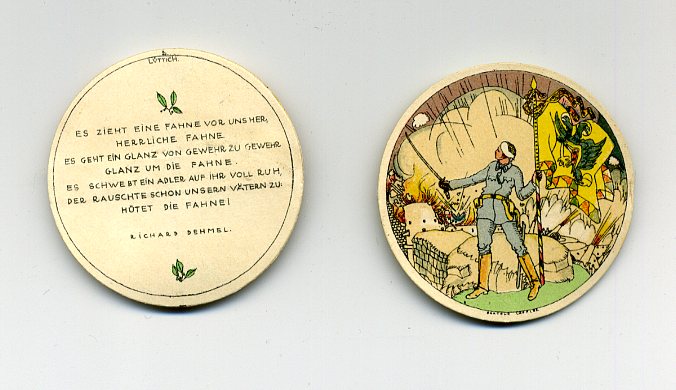 LÜTTICH.
ES ZIEHT EINE FAHNE VOR UNS HER,
HERRLICHE FAHNE
ES GEHT EIN GLANZ VON GEWEHR ZU GEWEHR
GLANZ UM DIE FAHNE.
ES SCHWEBT EIN ADLER AUF IHR VOLL RUH,
DER RAUSCHTE SCHON UNSERN VÄTERN ZU:
HÜTET DIE FAHNE!
RICHARD DEHMEL.